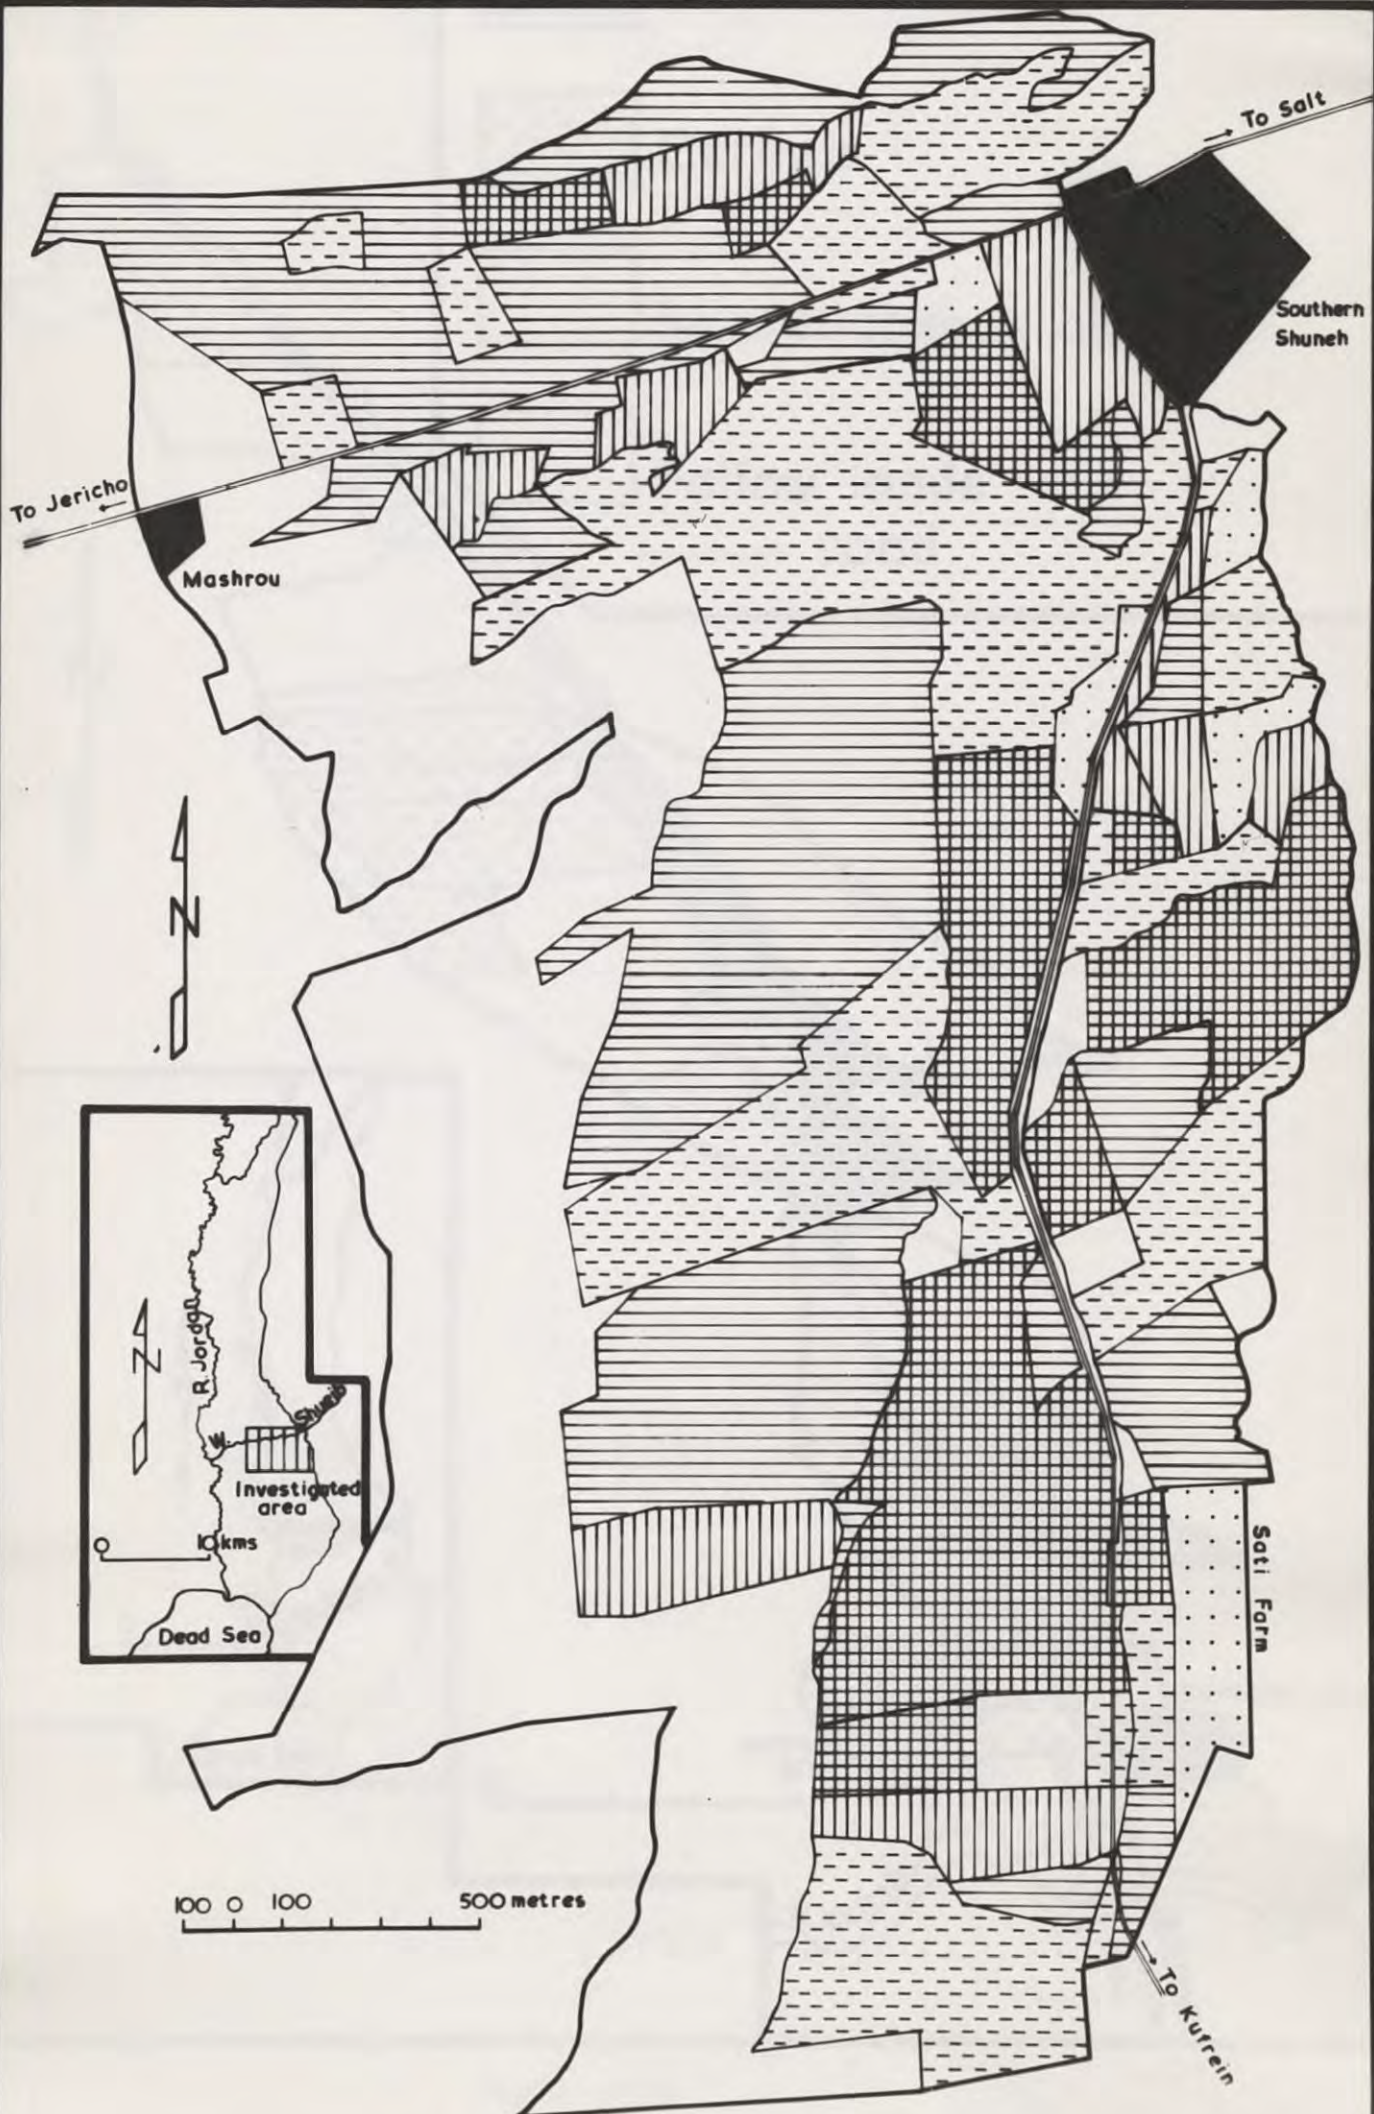 To Salt
Southern
Shuneh
To Jericho
Mashrou
N
N
R. Jordan
W. Shueib
Investigated
area
0 10 kms
Dead Sea
Sati Farm
100 0 100 500 metres
To Kufrein